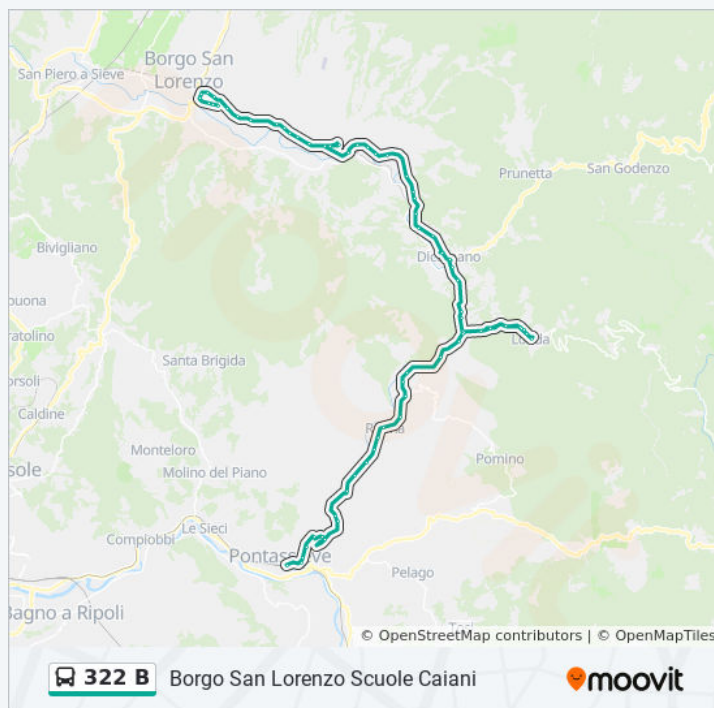 Borgo San
Lorenzo
San Piero a Sieve
Prunetta
San Godenzo
Bivigliano
Santa Brigida
Caldine
Pomino
Monteloro
Molino del Piano
Le Sieci
Compiobbi
Pontassieve
Pelago
Bagno a Ripoli
© OpenStreetMap contributors | © OpenMapTiles
322 B Borgo San Lorenzo Scuole Caiani moovit